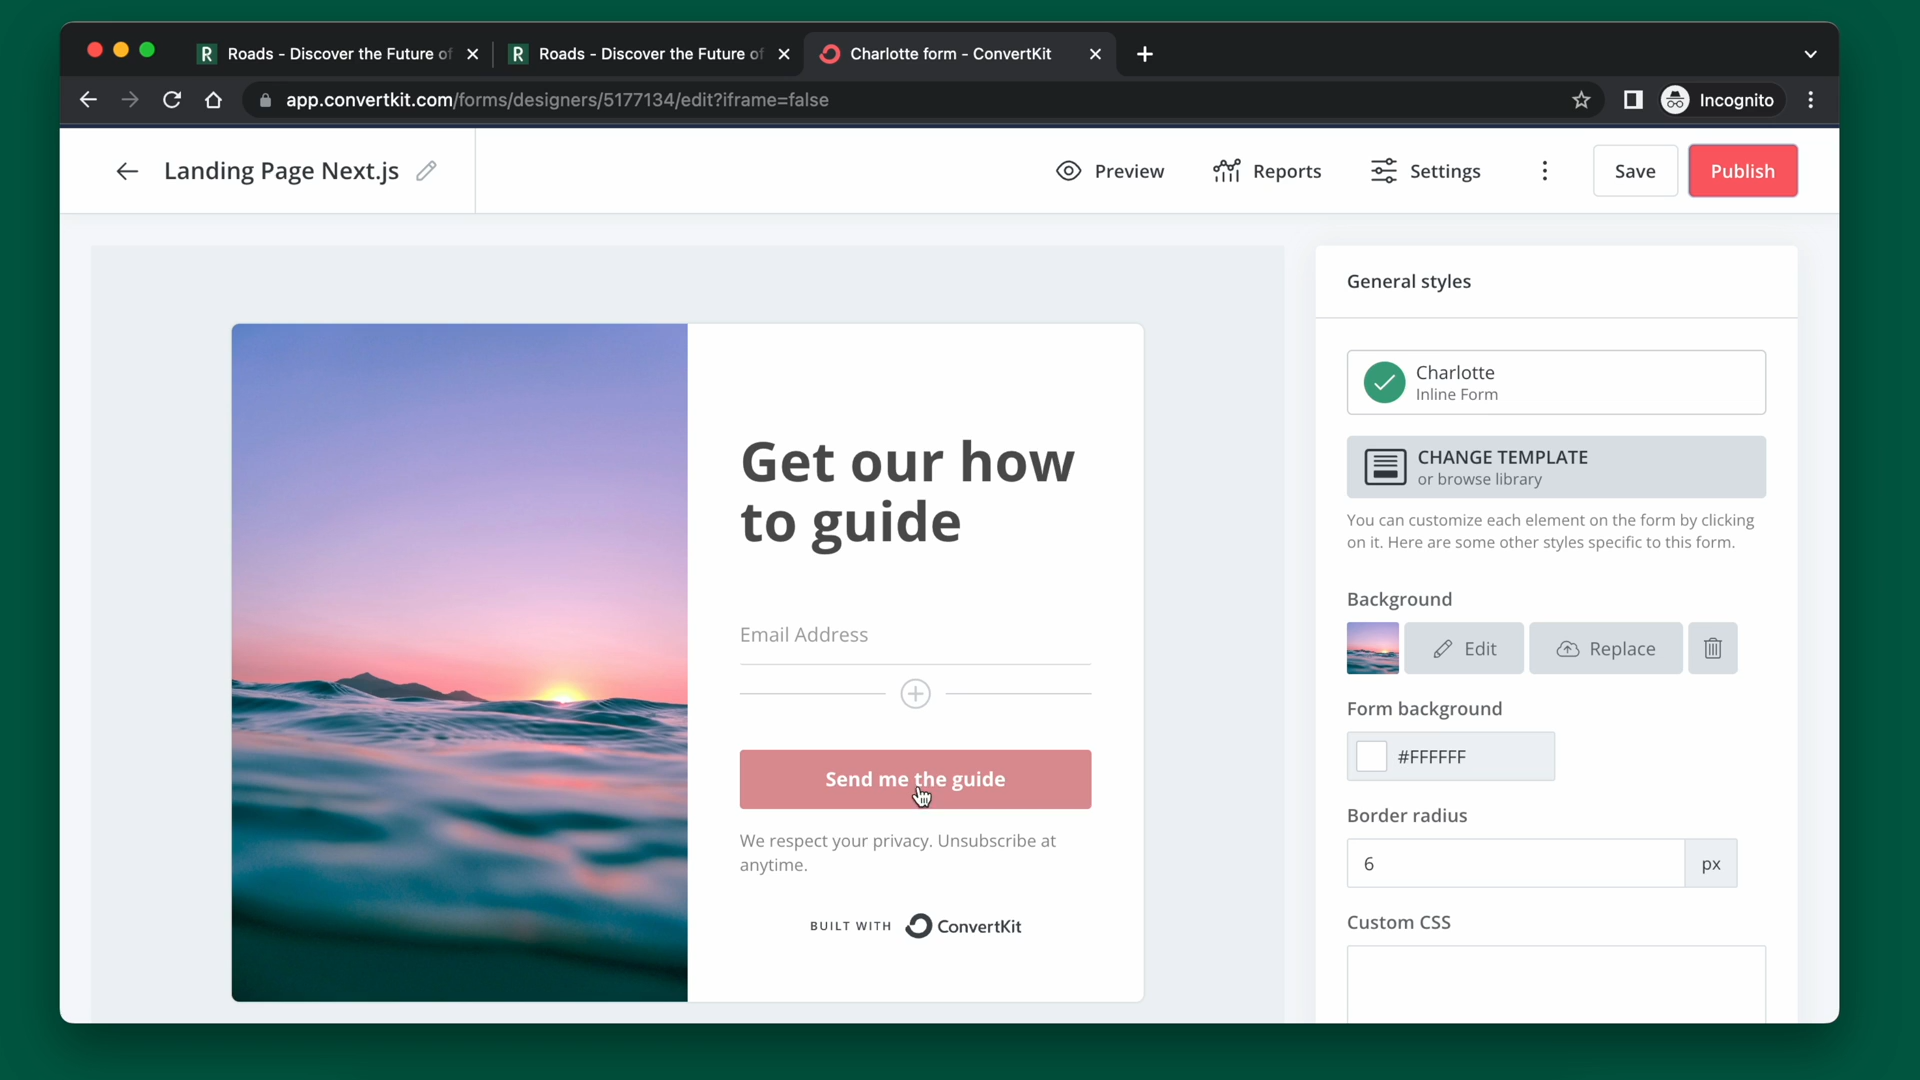 R Roads - Discover the Future of
R Roads - Discover the Future of
Charlotte form - ConvertKit
app.convertkit.com/forms/designers/5177134/edit?iframe=false
Incognito
Landing Page Next.js
Preview
Reports
Settings
Save
Publish
Get our how
to guide
Email Address
Send me the guide
We respect your privacy. Unsubscribe at
anytime.
BUILT WITH ConvertKit
General styles
Charlotte
Inline Form
CHANGE TEMPLATE
or browse library
You can customize each element on the form by clicking
on it. Here are some other styles specific to this form.
Background
Edit
Replace
Form background
#FFFFFF
Border radius
6 px
Custom CSS